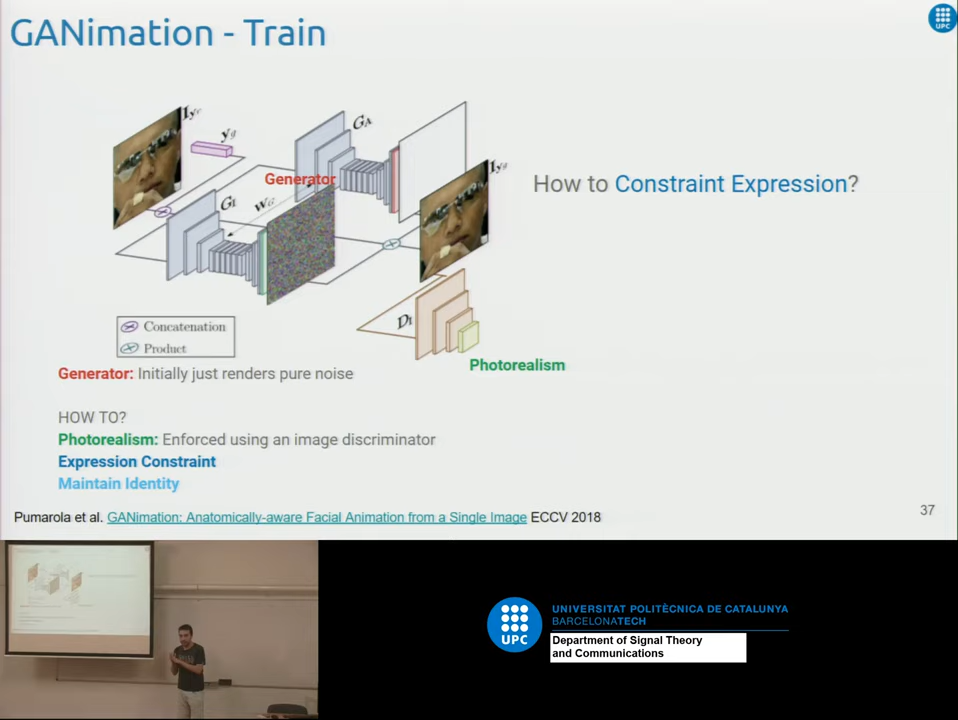 GANimation - Train
UPC
I_yr
y_g
G_A
Generator
G_I
W_G
I_yg
How to Constraint Expression?
D_I
Concatenation
Product
Photorealism
Generator: Initially just renders pure noise
HOW TO?
Photorealism: Enforced using an image discriminator
Expression Constraint
Maintain Identity
Pumarola et al. GANimation: Anatomically-aware Facial Animation from a Single Image ECCV 2018
37
UPC
UNIVERSITAT POLITÈCNICA DE CATALUNYA
BARCELONATECH
Department of Signal Theory
and Communications